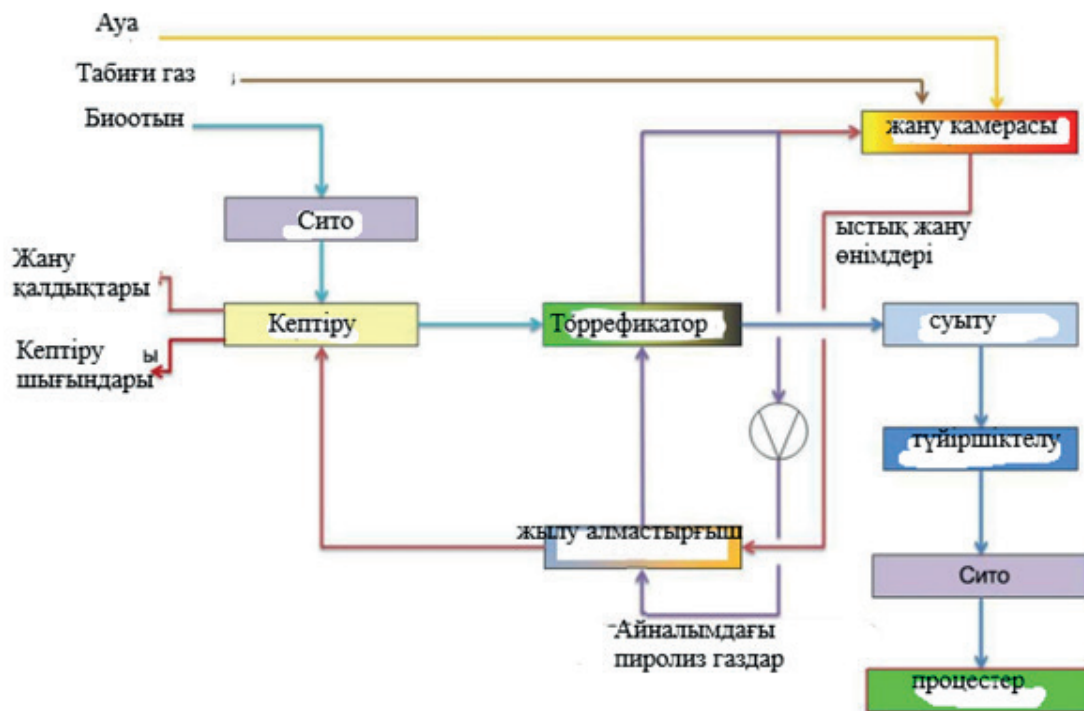 Ауа
Табиғи газ
Биоотын
жану камерасы
Сито
ыстық жану
өнімдері
Жану
қалдықтары
Кептіру
Торрефикатор
суыту
Кептіру ы
шығындары
түйіршіктелу
жылу алмастырғыш
Сито
Айналымдағы
пиролиз газдар
процестер